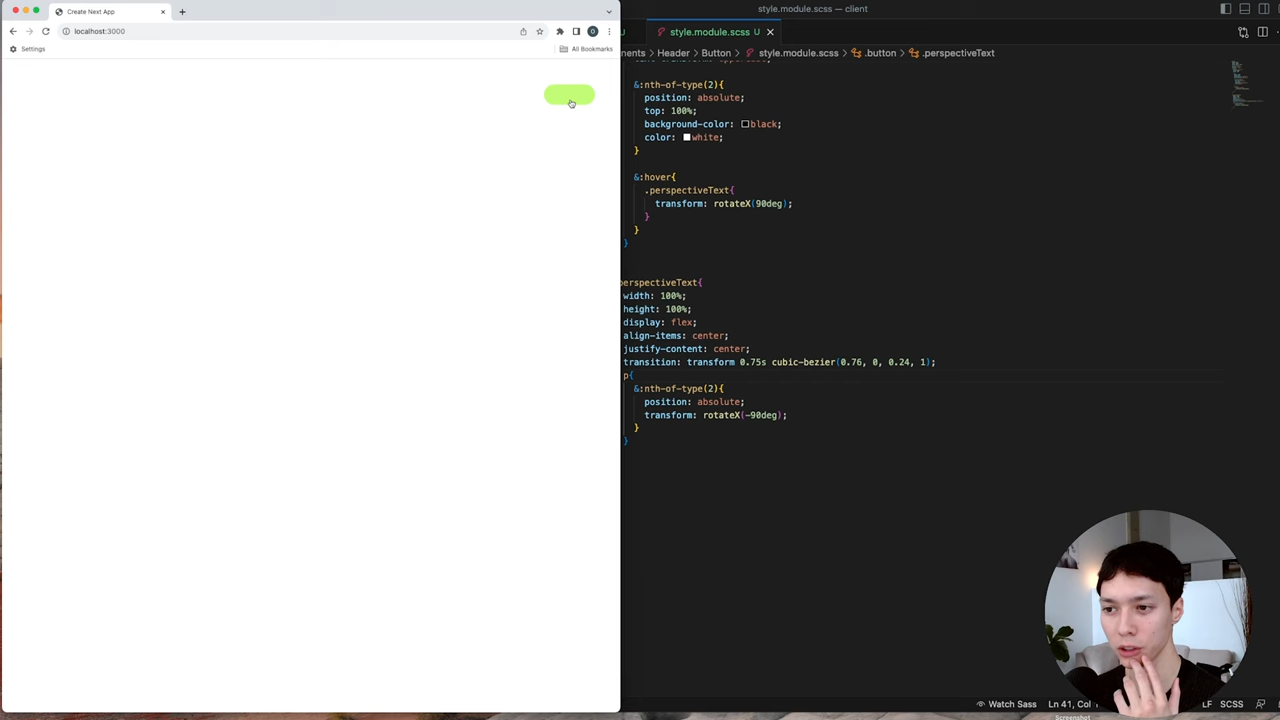 Create Next App
localhost:3000
Settings
All Bookmarks
style.module.scss — client
U
style.module.scss U
Header > Button > style.module.scss > .button > .perspectiveText
&:nth-of-type(2){
position: absolute;
top: 100%;
background-color: black;
color: white;
}
&:hover{
.perspectiveText{
transform: rotateX(90deg);
}
}
}
perspectiveText{
width: 100%;
height: 100%;
display: flex;
align-items: center;
justify-content: center;
transition: transform 0.75s cubic-bezier(0.76, 0, 0.24, 1);
p{
&:nth-of-type(2){
position: absolute;
transform: rotateX(-90deg);
}
}
Watch Sass Ln 41, LF SCSS
Screenshot